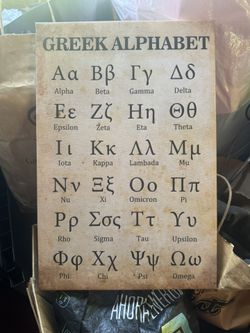 GREEK ALPHABET
Αα Ββ Γγ Δδ
Alpha Beta Gamma Delta
Εε Ζζ Ηη Θθ
Epsilon Zeta Eta Theta
Ιι Κκ Λλ Μμ
Iota Kappa Lambada Mu
Νν Ξξ Οο Ππ
Nu Xi Omicron Pi
Ρρ Σσς Ττ Υυ
Rho Sigma Tau Upsilon
Φφ Χχ Ψψ Ωω
Phi Chi Psi Omega